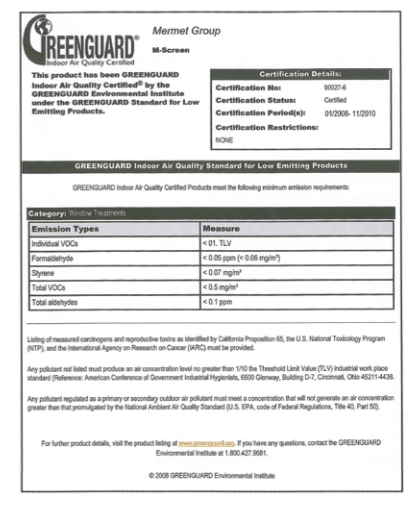 GREENGUARD®
Indoor Air Quality Certified
Mermet Group
M-Screen
This product has been GREENGUARD
Indoor Air Quality Certified® by the
GREENGUARD Environmental Institute
under the GREENGUARD Standard for Low
Emitting Products.
Certification Details:
Certification No: 90027-6
Certification Status: Certified
Certification Period(s): 01/2008- 11/2010
Certification Restrictions:
NONE
GREENGUARD Indoor Air Quality Standard for Low Emitting Products
GREENGUARD Indoor Air Quality Certified Products meet the following minimum emission requirements:
Category: Window Treatments
Emission Types Measure
Individual VOCs < 01. TLV
Formaldehyde < 0.05 ppm (< 0.06 mg/m³)
Styrene < 0.07 mg/m³
Total VOCs < 0.5 mg/m³
Total aldehydes < 0.1 ppm
Listing of measured carcinogens and reproductive toxins as identified by California Proposition 65, the U.S. National Toxicology Program
(NTP), and the International Agency on Research on Cancer (IARC) must be provided.
Any pollutant not listed must produce an air concentration level no greater than 1/10 the Threshold Limit Value (TLV) industrial work place
standard (Reference: American Conference of Government Industrial Hygienists, 6500 Glenway, Building D-7, Cincinnati, Ohio 45211-4438.
Any pollutant regulated as a primary or secondary outdoor air pollutant must meet a concentration that will not generate an air concentration
greater than that promulgated by the National Ambient Air Quality Standard (U.S. EPA, code of Federal Regulations, Title 40, Part 50).
For further product details, visit the product listing at www.greenguard.org. If you have any questions, contact the GREENGUARD
Environmental Institute at 1.800.427.9681.
© 2008 GREENGUARD Environmental Institute